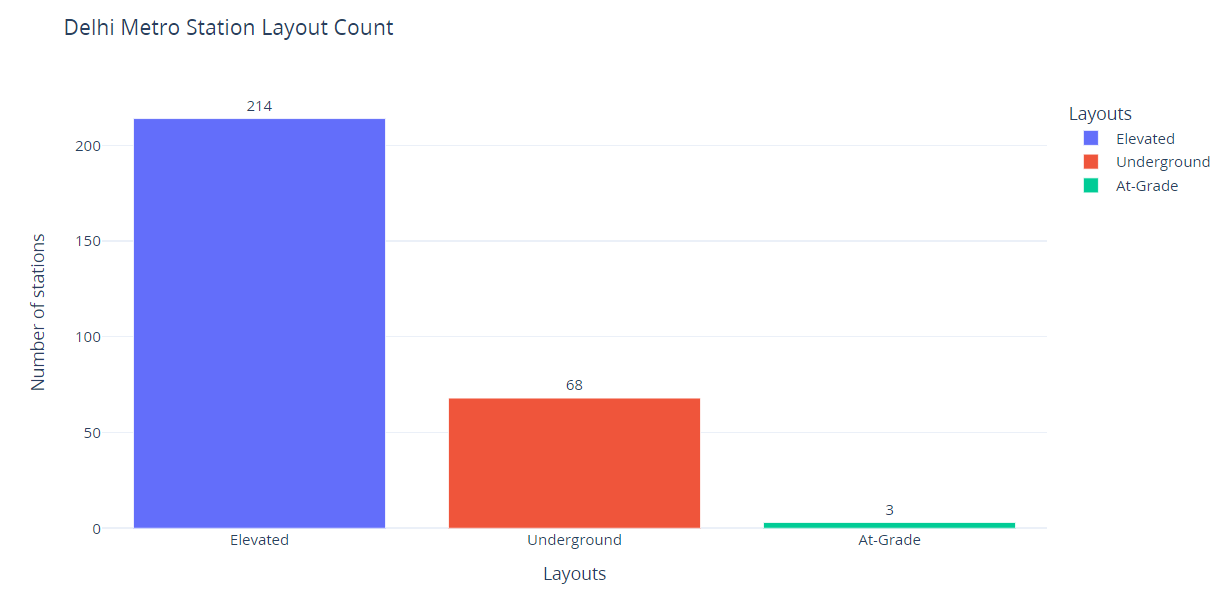 Delhi Metro Station Layout Count
214
68
3
200
150
100
50
0
Number of stations
Elevated
Underground
At-Grade
Layouts
Layouts
Elevated
Underground
At-Grade